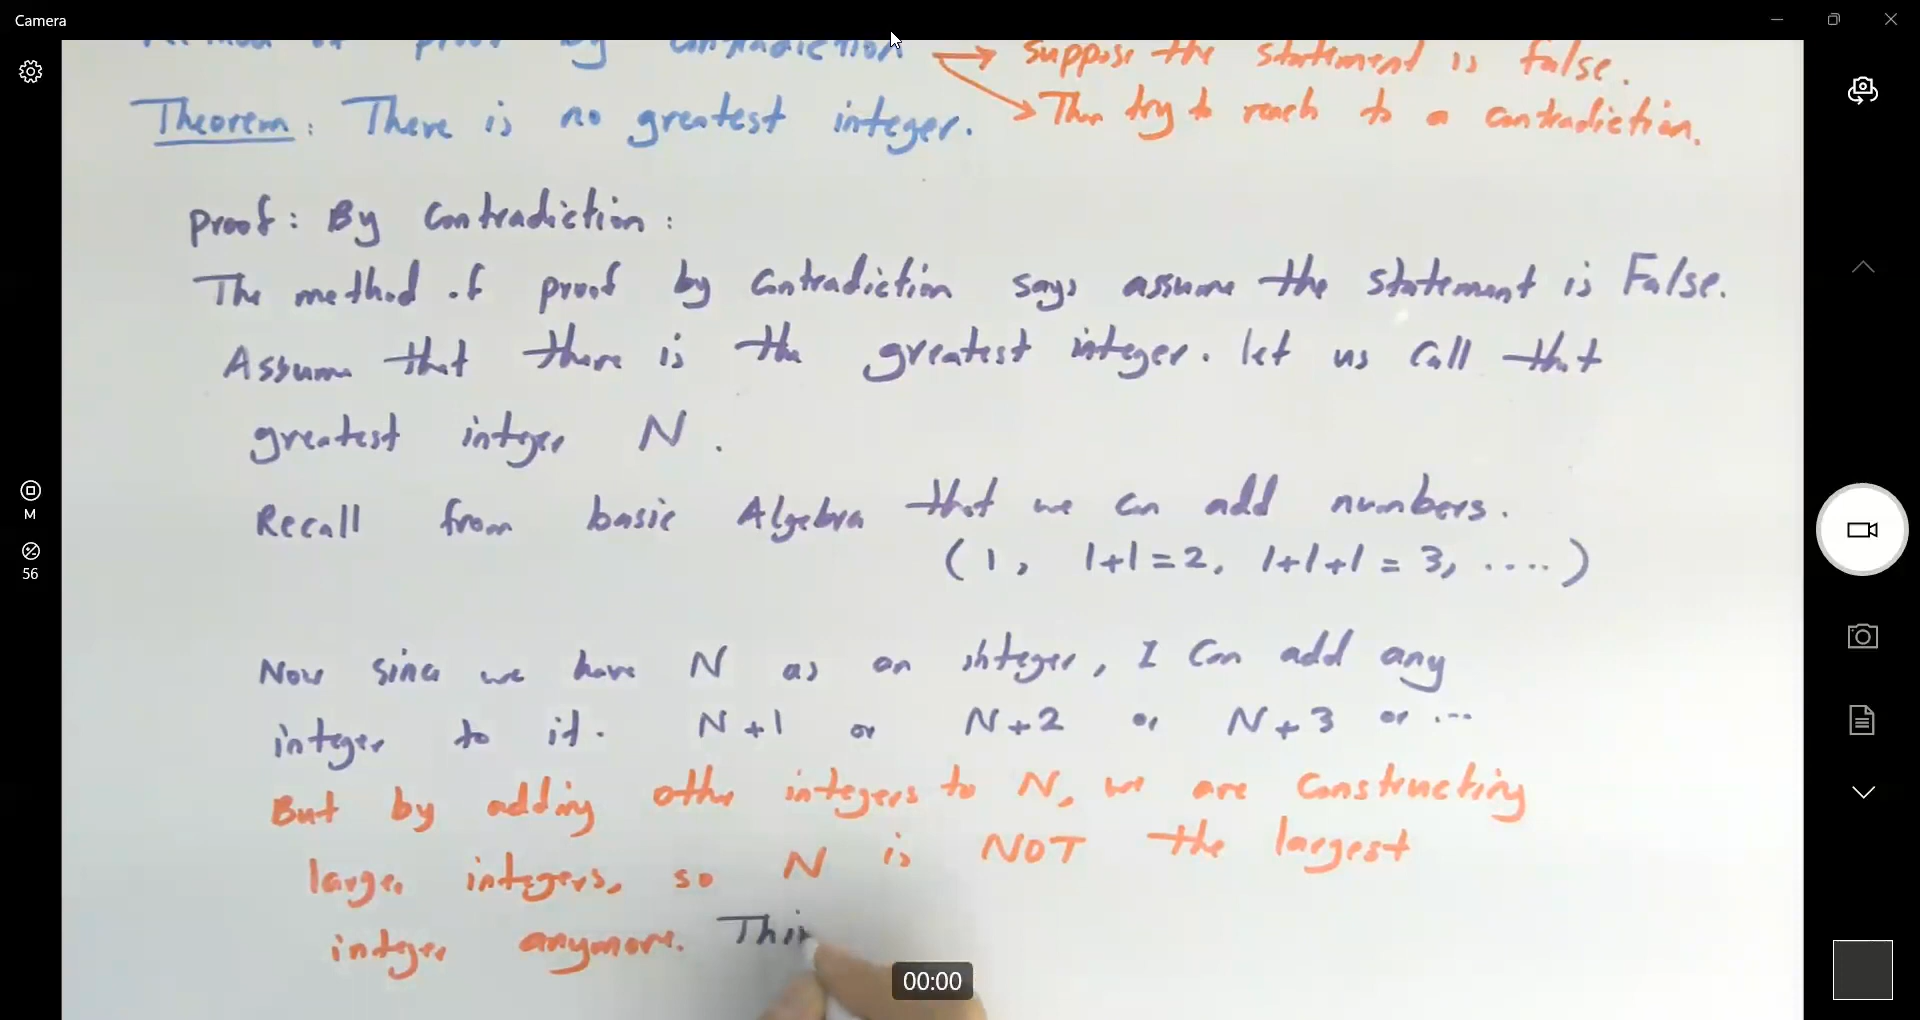 Camera
Method of proof by contradiction → suppose the statement is false.
Theorem: There is no greatest integer. → Then try to reach to a contradiction.
Proof: By Contradiction:
The method of proof by Contradiction says assume the statement is False.
Assume that there is the greatest integer. let us call that
greatest integer N.
Recall from basic Algebra that we can add numbers.
(1, 1+1=2, 1+1+1=3, ....)
Now since we have N as an integer, I can add any
integer to it. N+1 or N+2 or N+3 or ...
But by adding other integers to N, we are Constructing
larger integers, so N is NOT the largest
integer anymore. This
M
56
00:00